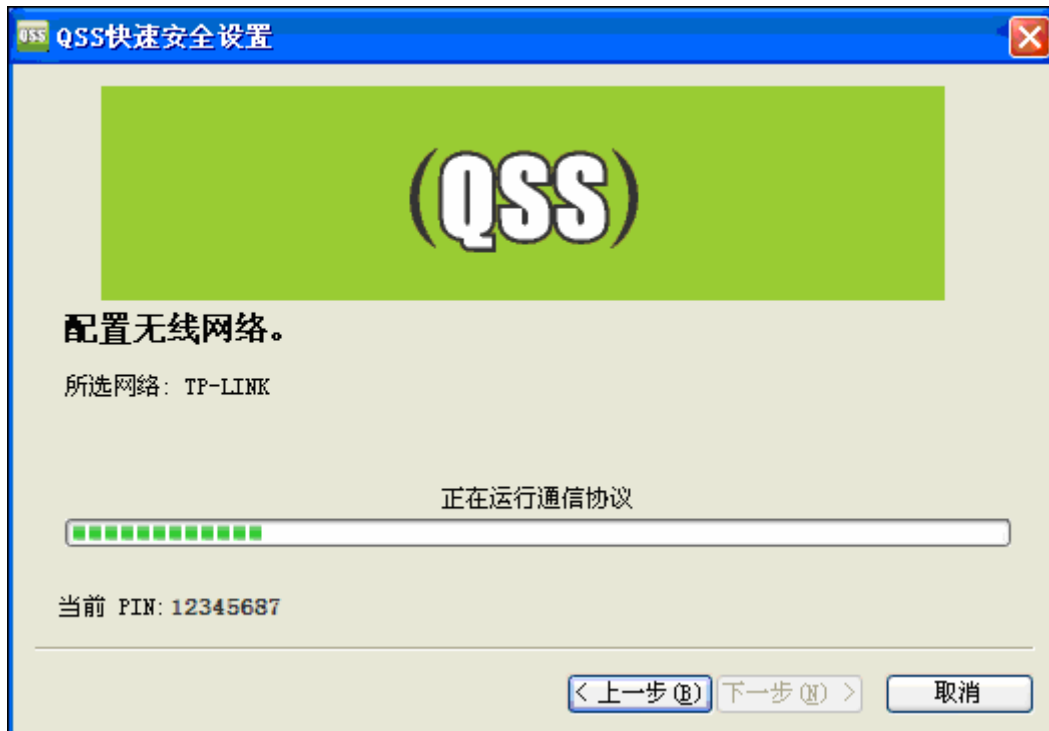 QSS QSS快速安全设置
(QSS)
配置无线网络。
所选网络: TP-LINK
正在运行通信协议
当前 PIN: 12345687
< 上一步(B) 下一步(N) > 取消